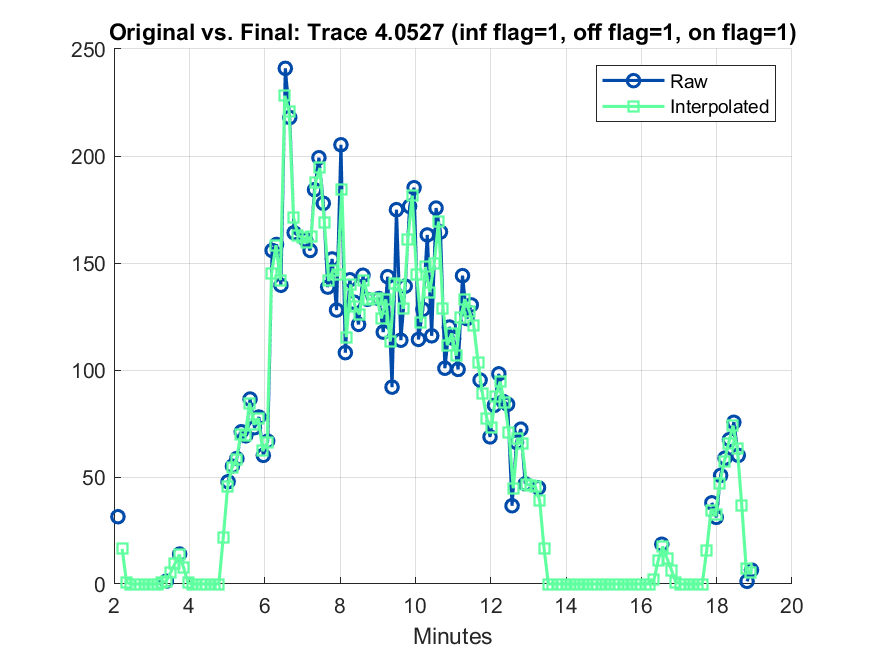 Original vs. Final: Trace 4.0527 (inf flag=1, off flag=1, on flag=1)
250
200
150
100
50
0
2 4 6 8 10 12 14 16 18 20
Minutes
Raw
Interpolated